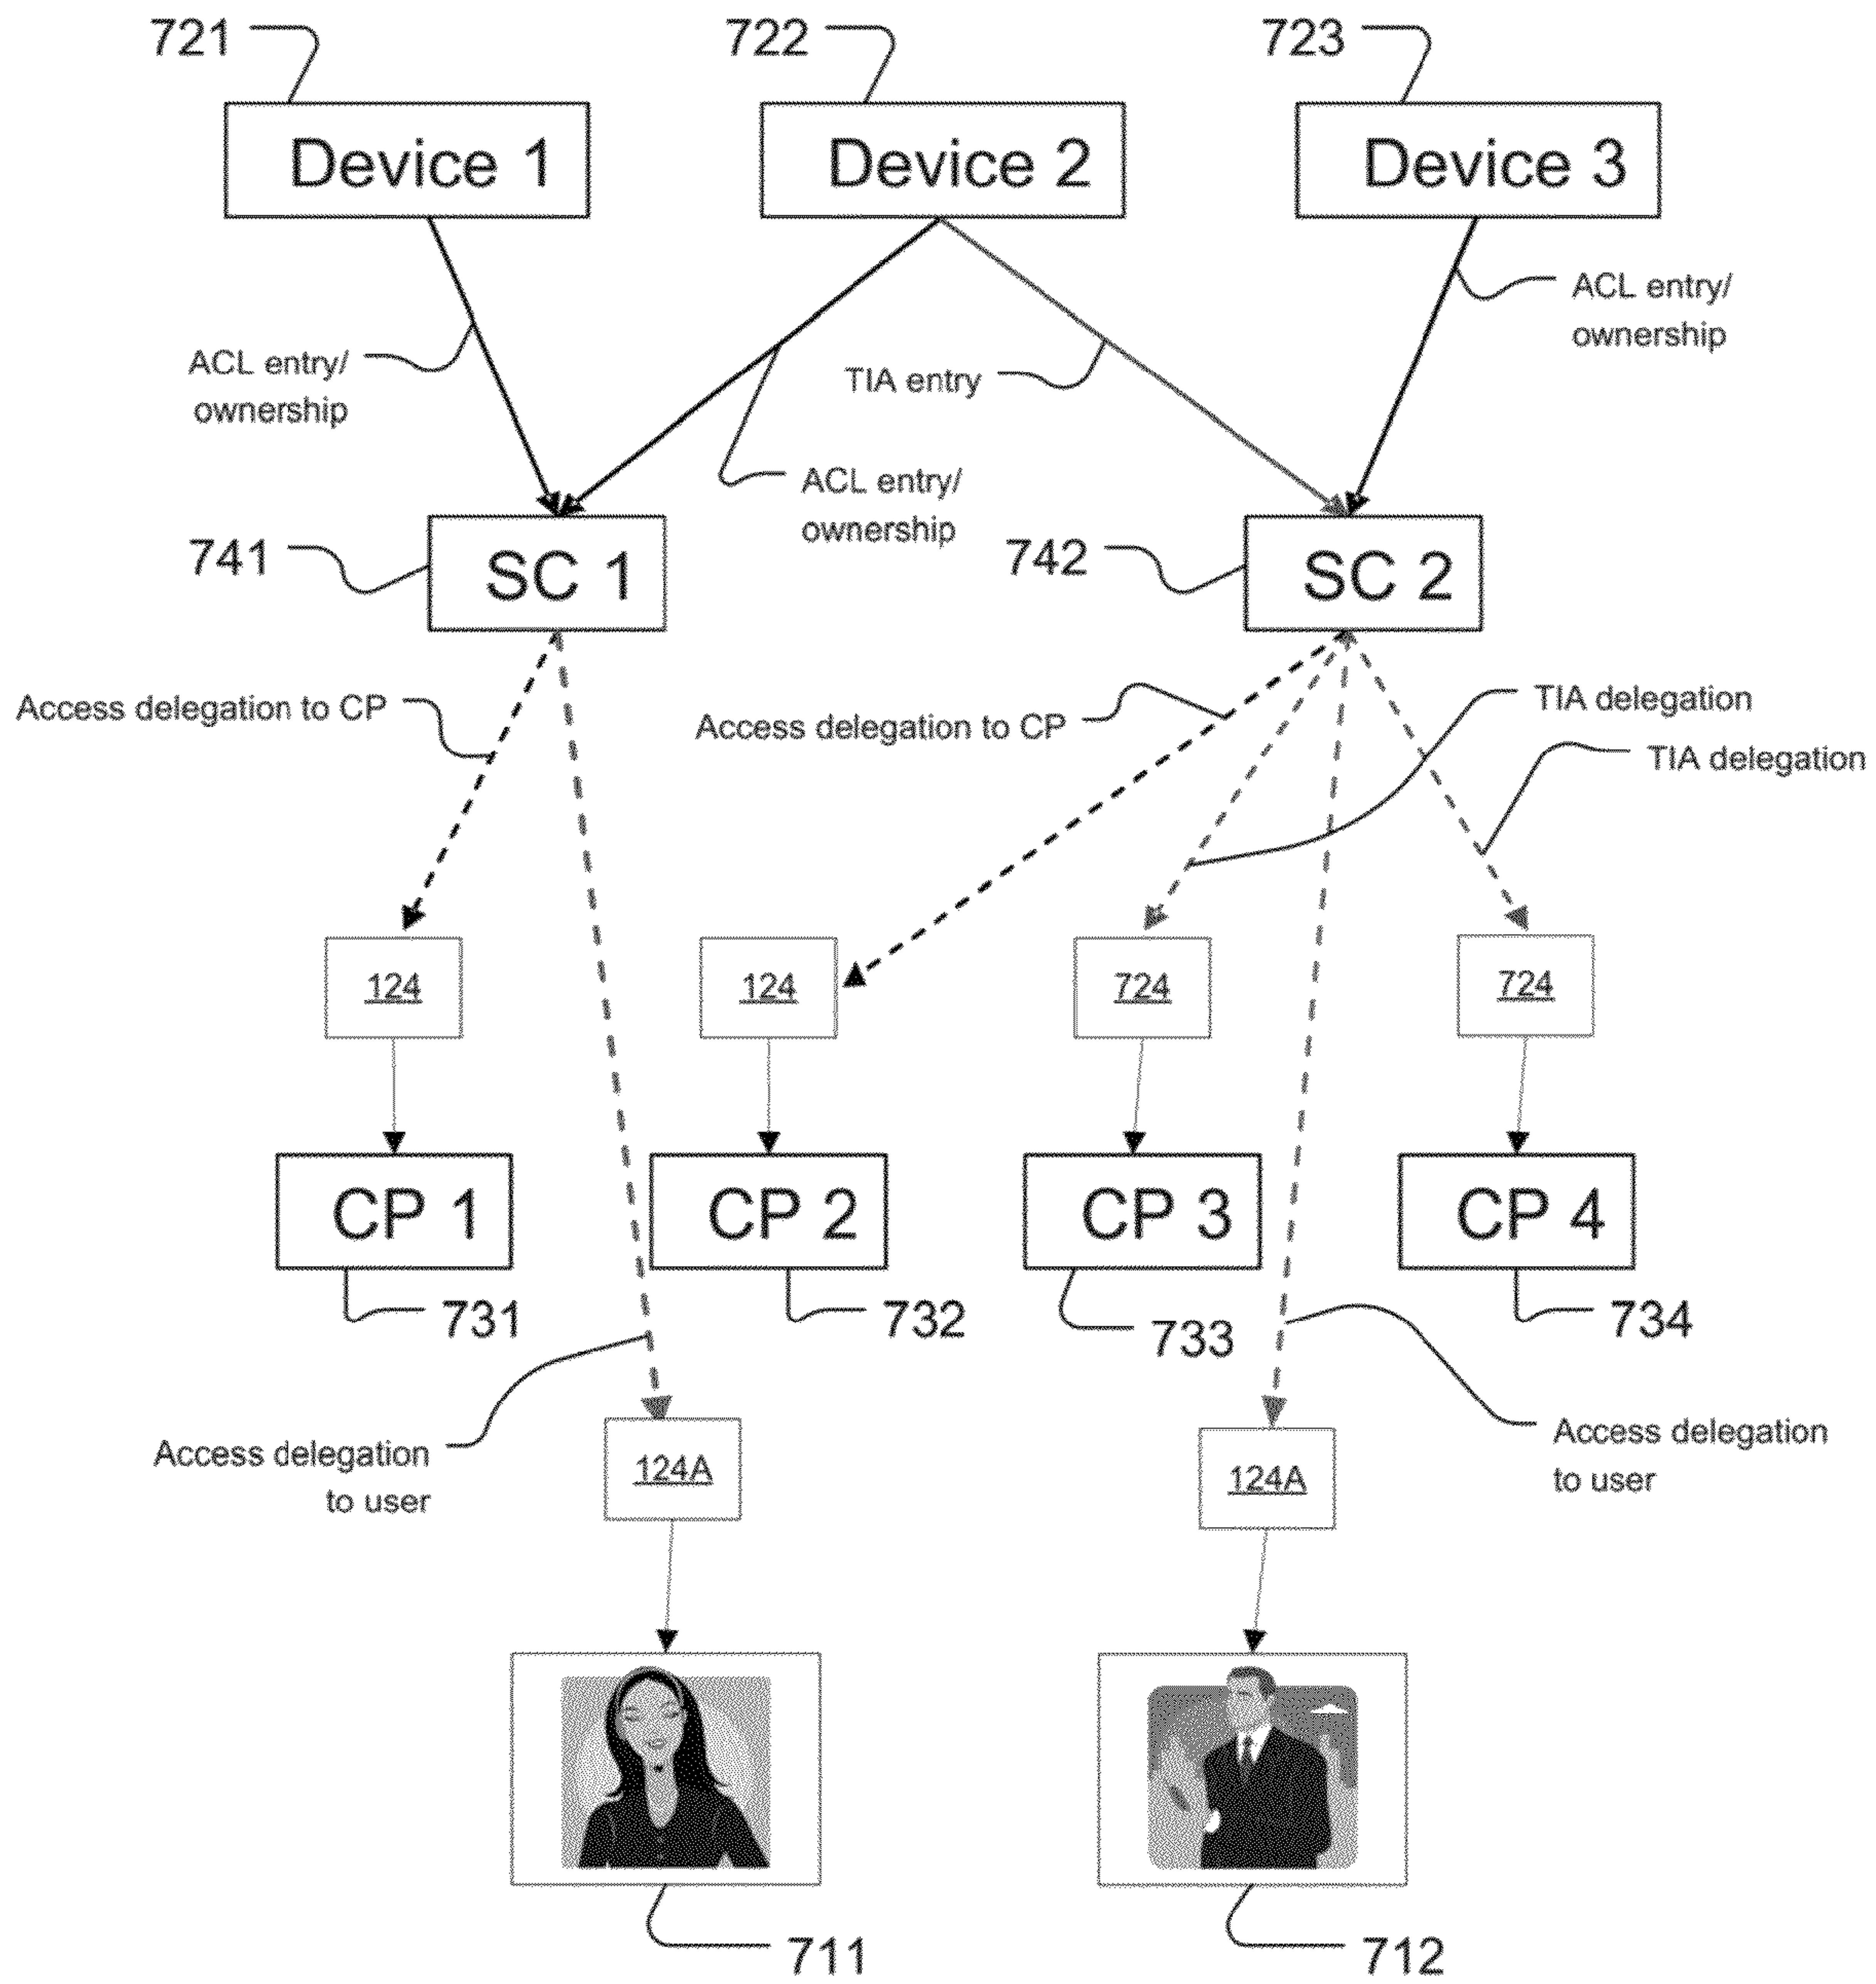 721
722
723
Device 1
Device 2
Device 3
ACL entry/
ownership
ACL entry/
ownership
TIA entry
ACL entry/
ownership
741
SC 1
742
SC 2
Access delegation to CP
Access delegation to CP
TIA delegation
TIA delegation
124
124
724
724
CP 1
CP 2
CP 3
CP 4
731
732
733
734
Access delegation
to user
124A
124A
Access delegation
to user
711
712